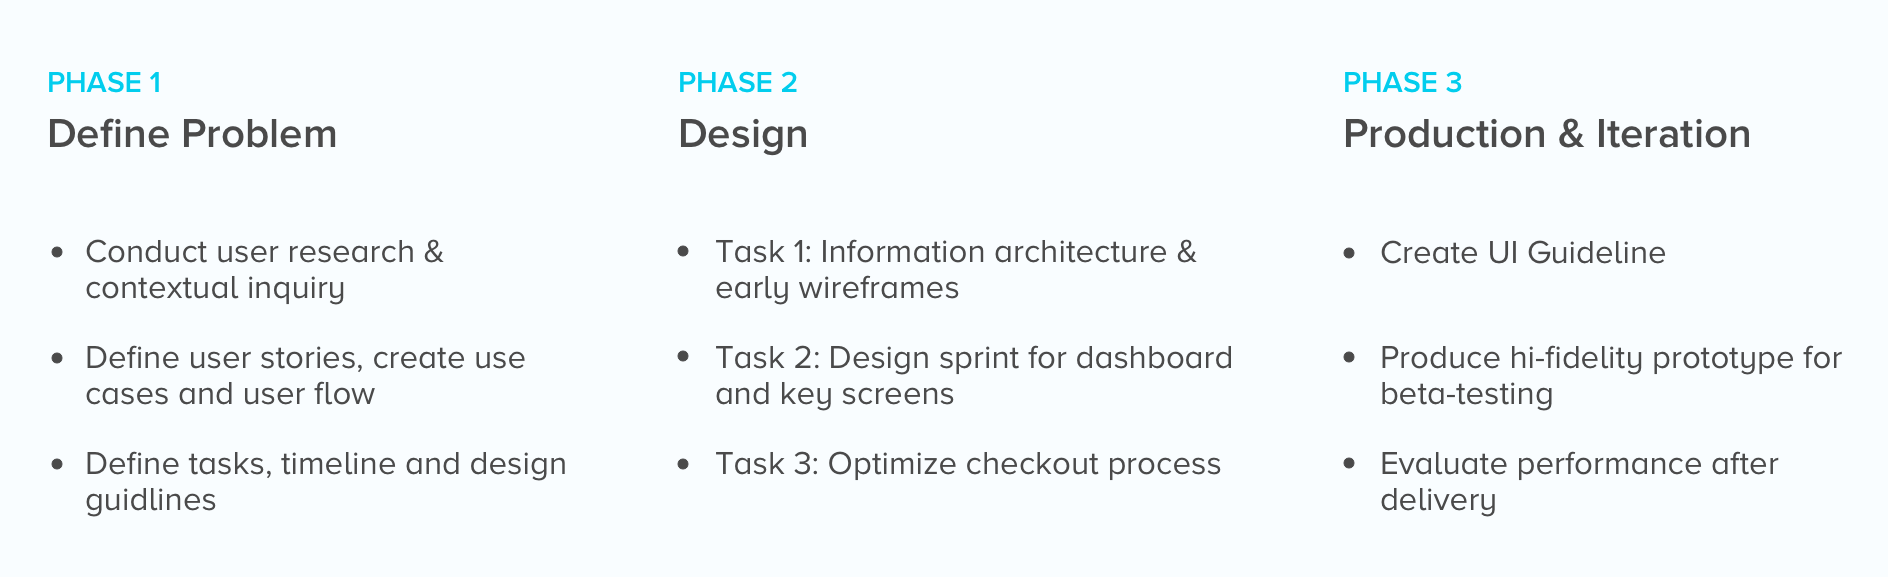 PHASE 1
Define Problem
• Conduct user research &
contextual inquiry
• Define user stories, create use
cases and user flow
• Define tasks, timeline and design
guidlines
PHASE 2
Design
• Task 1: Information architecture &
early wireframes
• Task 2: Design sprint for dashboard
and key screens
• Task 3: Optimize checkout process
PHASE 3
Production & Iteration
• Create UI Guideline
• Produce hi-fidelity prototype for
beta-testing
• Evaluate performance after
delivery